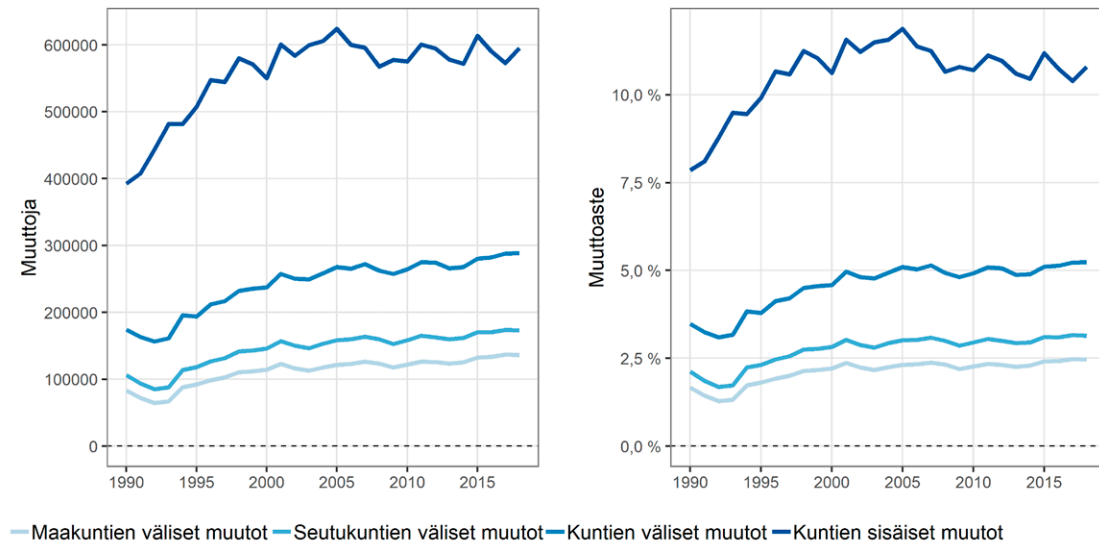 Muuttoja
600000
500000
400000
300000
200000
100000
0
1990 1995 2000 2005 2010 2015
Muuttoaste
10,0 %
7,5 %
5,0 %
2,5 %
0,0 %
1990 1995 2000 2005 2010 2015
Maakuntien väliset muutot Seutukuntien väliset muutot Kuntien väliset muutot Kuntien sisäiset muutot